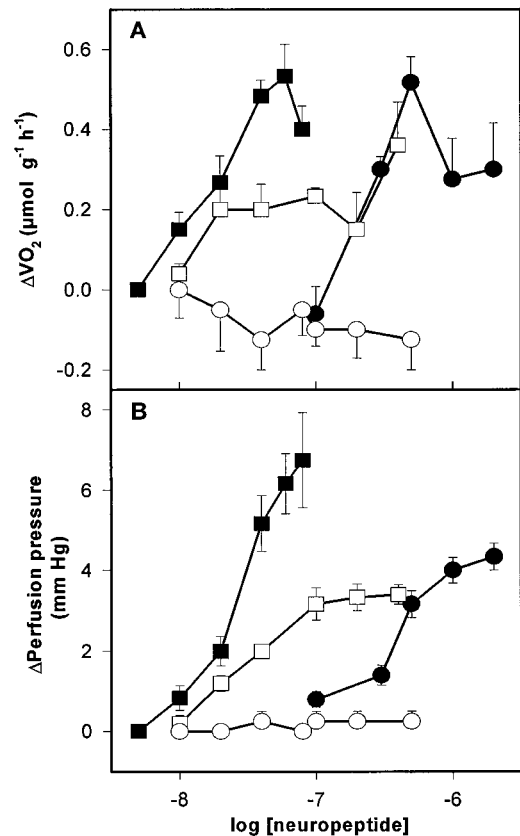 A
0.6
0.4
0.2
0.0
-0.2
ΔVO₂ (μmol g⁻¹ h⁻¹)
B
8
6
4
2
0
ΔPerfusion pressure
(mm Hg)
-8 -7 -6
log [neuropeptide]